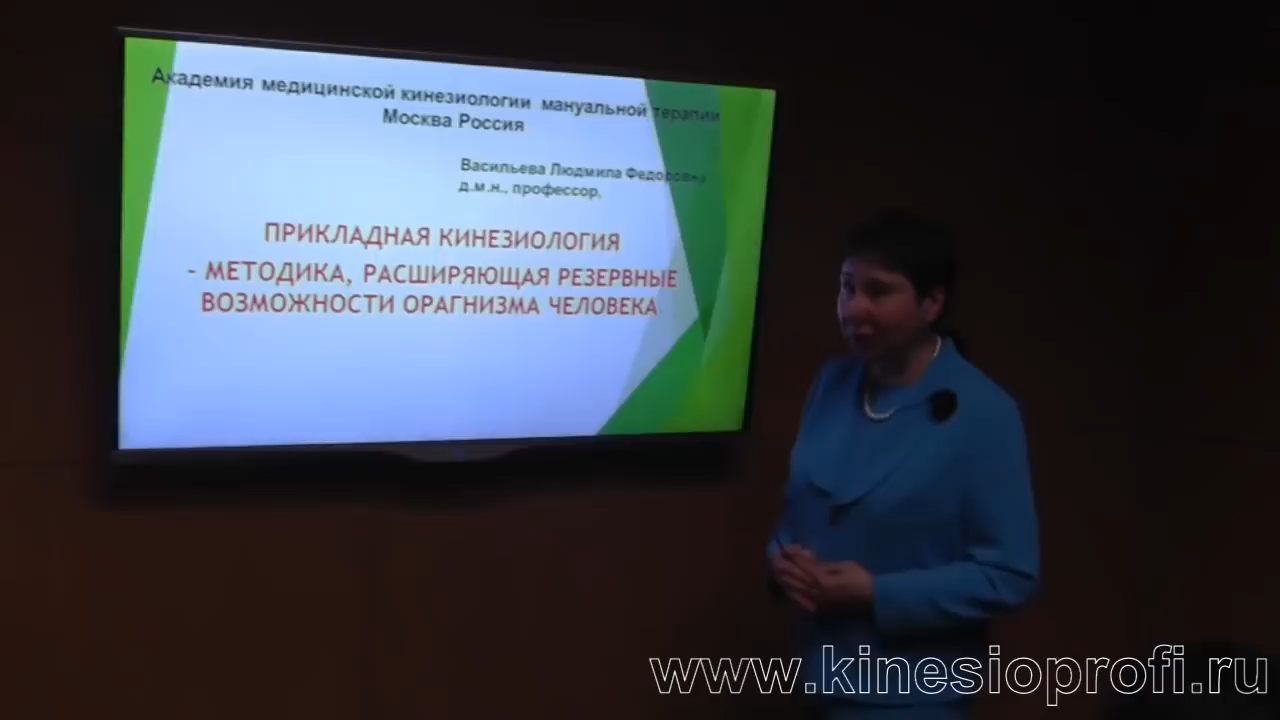 Академия медицинской кинезиологии мануальной терапии
Москва Россия
Васильева Людмила Федоровна
д.м.н., профессор,
ПРИКЛАДНАЯ КИНЕЗИОЛОГИЯ
- МЕТОДИКА, РАСШИРЯЮЩАЯ РЕЗЕРВНЫЕ
ВОЗМОЖНОСТИ ОРАГНИЗМА ЧЕЛОВЕКА
www.kinesioprofi.ru